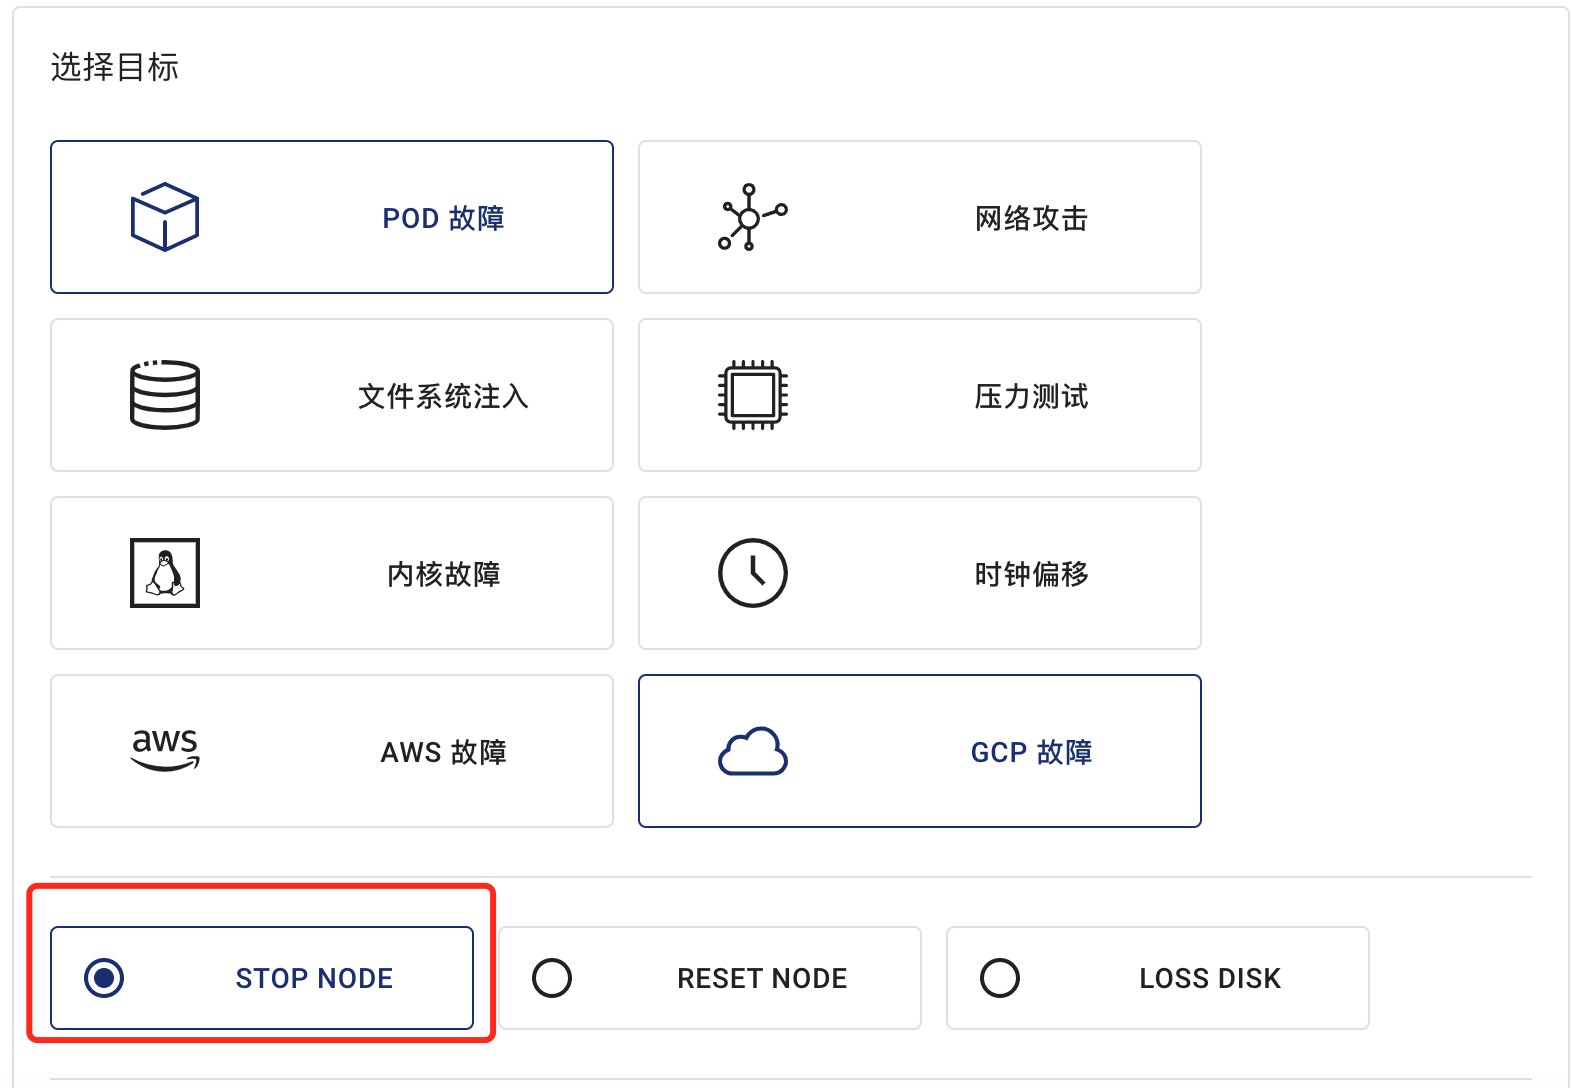 选择目标
POD 故障
网络攻击
文件系统注入
压力测试
内核故障
时钟偏移
aws
AWS 故障
GCP 故障
STOP NODE
RESET NODE
LOSS DISK